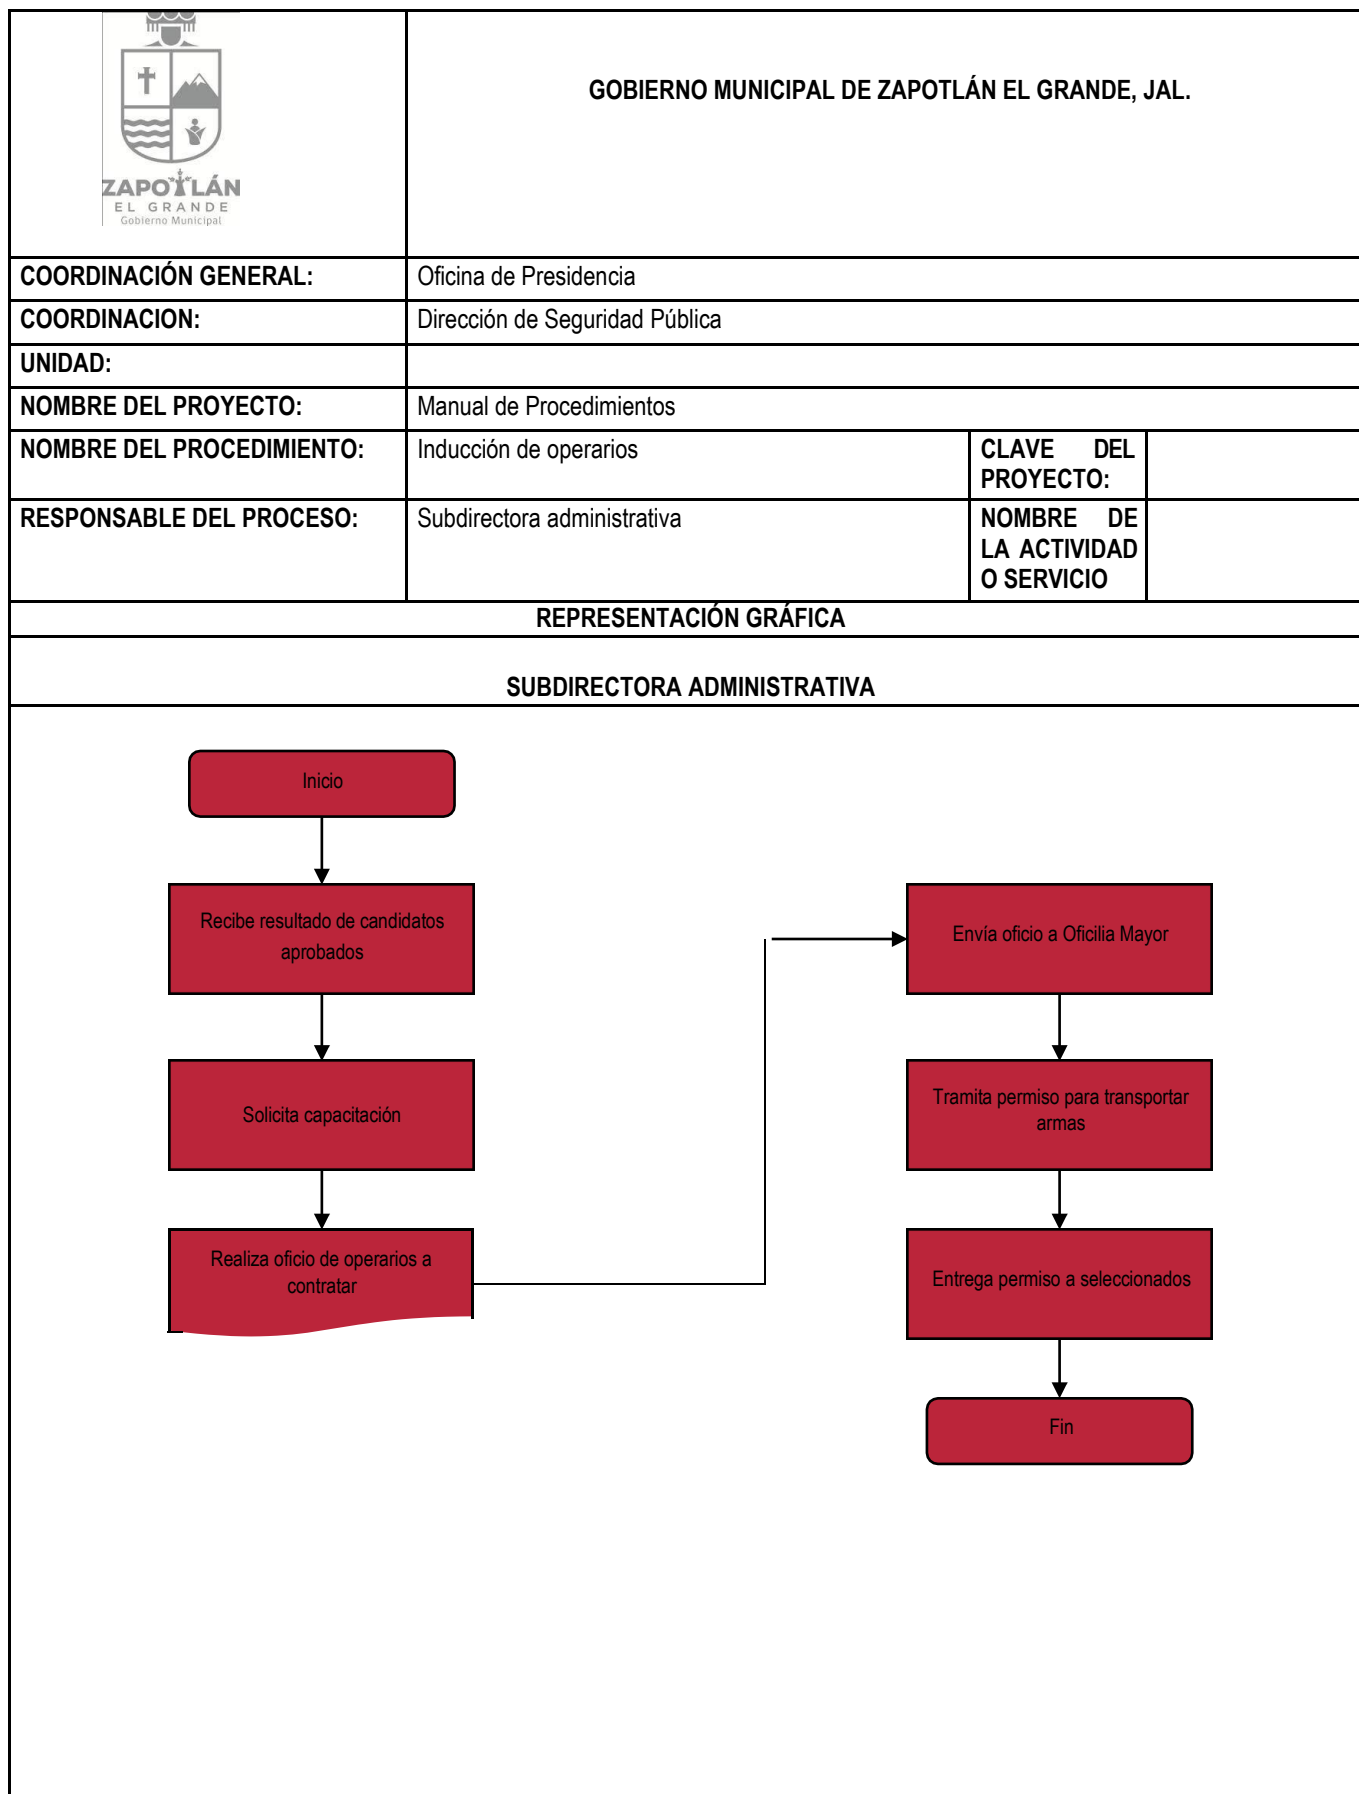 ZAPOTLÁN
EL GRANDE
Gobierno Municipal
GOBIERNO MUNICIPAL DE ZAPOTLÁN EL GRANDE, JAL.
COORDINACIÓN GENERAL:
Oficina de Presidencia
COORDINACION:
Dirección de Seguridad Pública
UNIDAD:
NOMBRE DEL PROYECTO:
Manual de Procedimientos
NOMBRE DEL PROCEDIMIENTO:
Inducción de operarios
CLAVE DEL
PROYECTO:
RESPONSABLE DEL PROCESO:
Subdirectora administrativa
NOMBRE DE
LA ACTIVIDAD
O SERVICIO
REPRESENTACIÓN GRÁFICA
SUBDIRECTORA ADMINISTRATIVA
Inicio
Recibe resultado de candidatos
aprobados
Solicita capacitación
Realiza oficio de operarios a
contratar
Envía oficio a Oficilia Mayor
Tramita permiso para transportar
armas
Entrega permiso a seleccionados
Fin